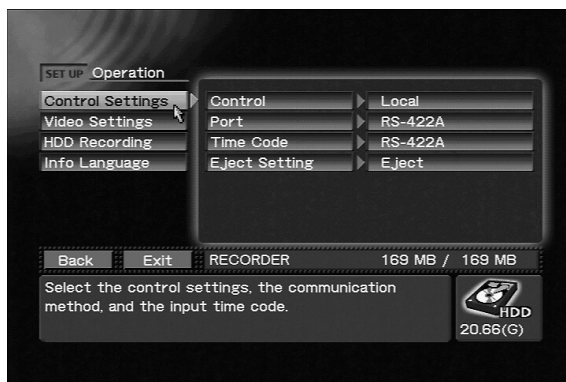 SET UP Operation
Control Settings Control Local
Video Settings Port RS-422A
HDD Recording Time Code RS-422A
Info Language Eject Setting Eject
Back Exit RECORDER 169 MB / 169 MB
Select the control settings, the communication
method, and the input time code.
HDD
20.66(G)